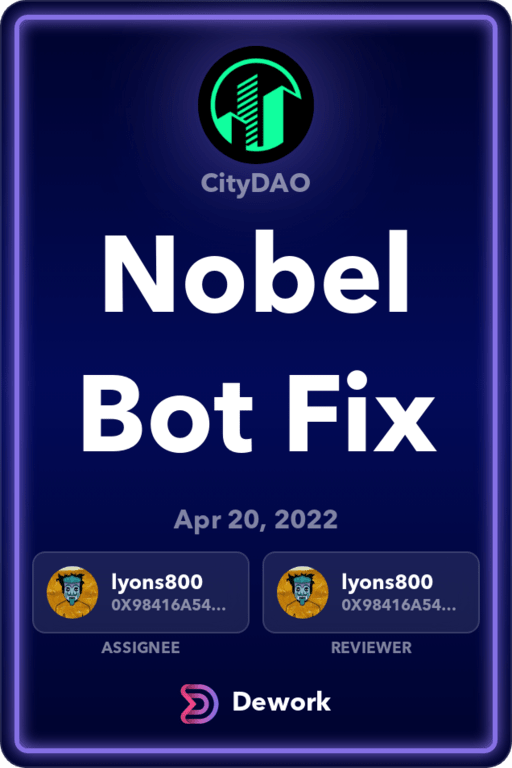 CityDAO
Nobel
Bot Fix
Apr 20, 2022
lyons800
0X98416A54...
lyons800
0X98416A54...
ASSIGNEE
REVIEWER
Dework